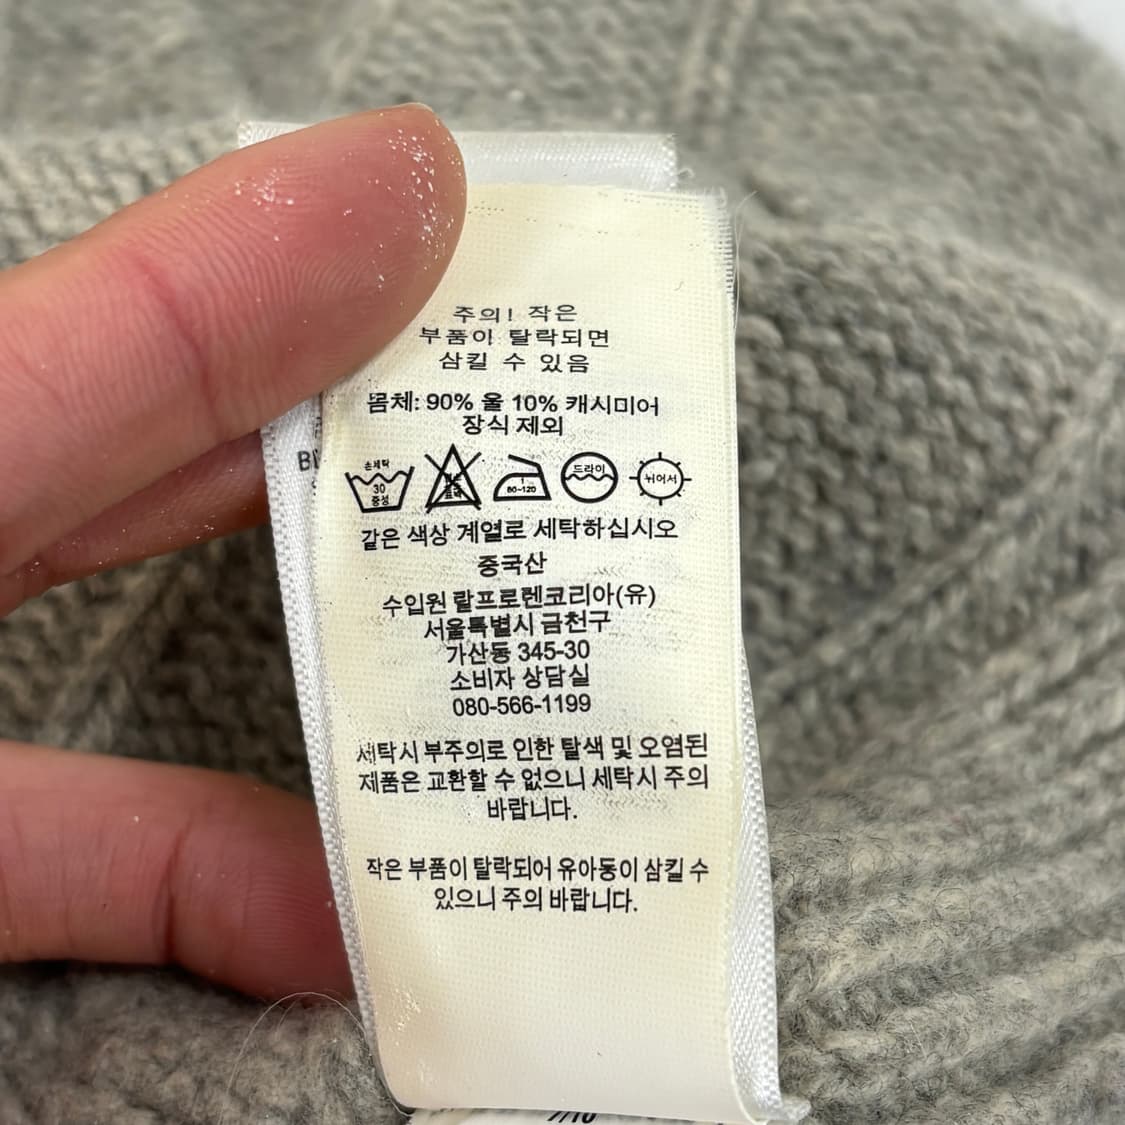 주의! 작은
부품이 탈락되면
삼킬 수 있음
몸체: 90% 울 10% 캐시미어
장식 제외
손세탁 30 중성
80~120
드라이
뉘어서
같은 색상 계열로 세탁하십시오
중국산
수입원 랄프로렌코리아(유)
서울특별시 금천구
가산동 345-30
소비자 상담실
080-566-1199
세탁시 부주의로 인한 탈색 및 오염된
제품은 교환할 수 없으니 세탁시 주의
바랍니다.
작은 부품이 탈락되어 유아동이 삼킬 수
있으니 주의 바랍니다.